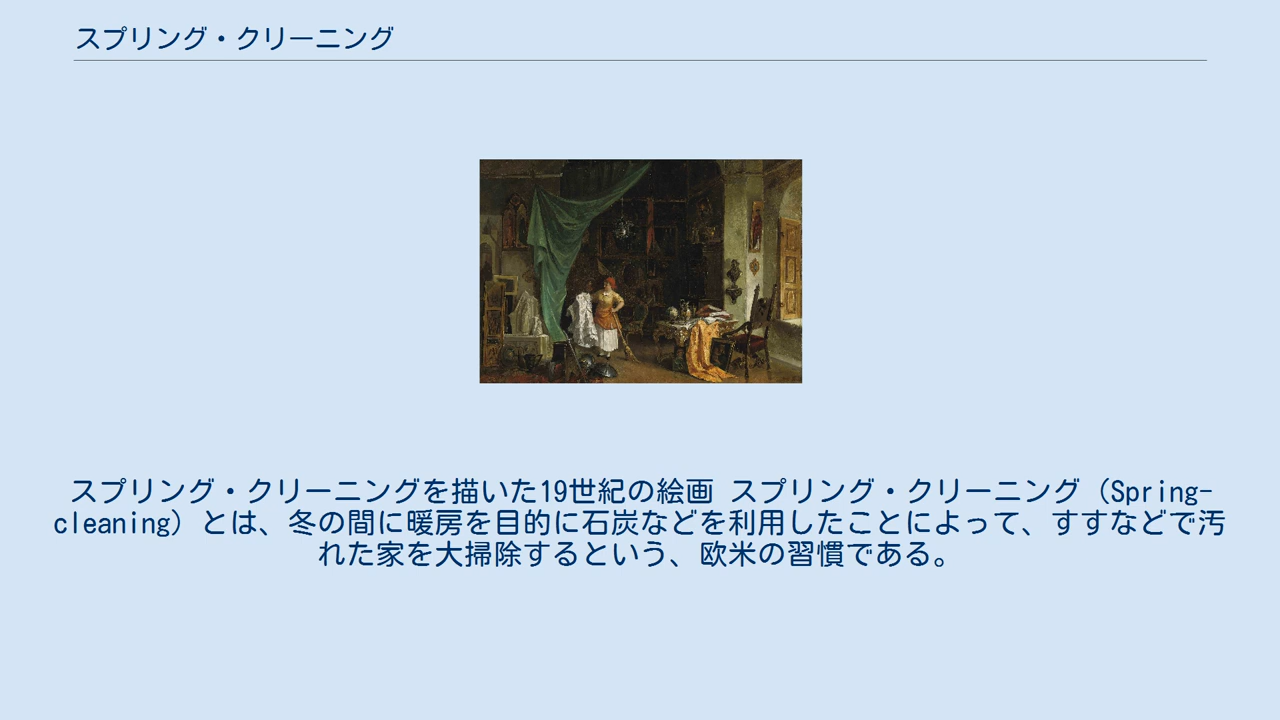 スプリング・クリーニング
スプリング・クリーニングを描いた19世紀の絵画 スプリング・クリーニング（Spring-
cleaning）とは、冬の間に暖房を目的に石炭などを利用したことによって、すすなどで汚
れた家を大掃除するという、欧米の習慣である。